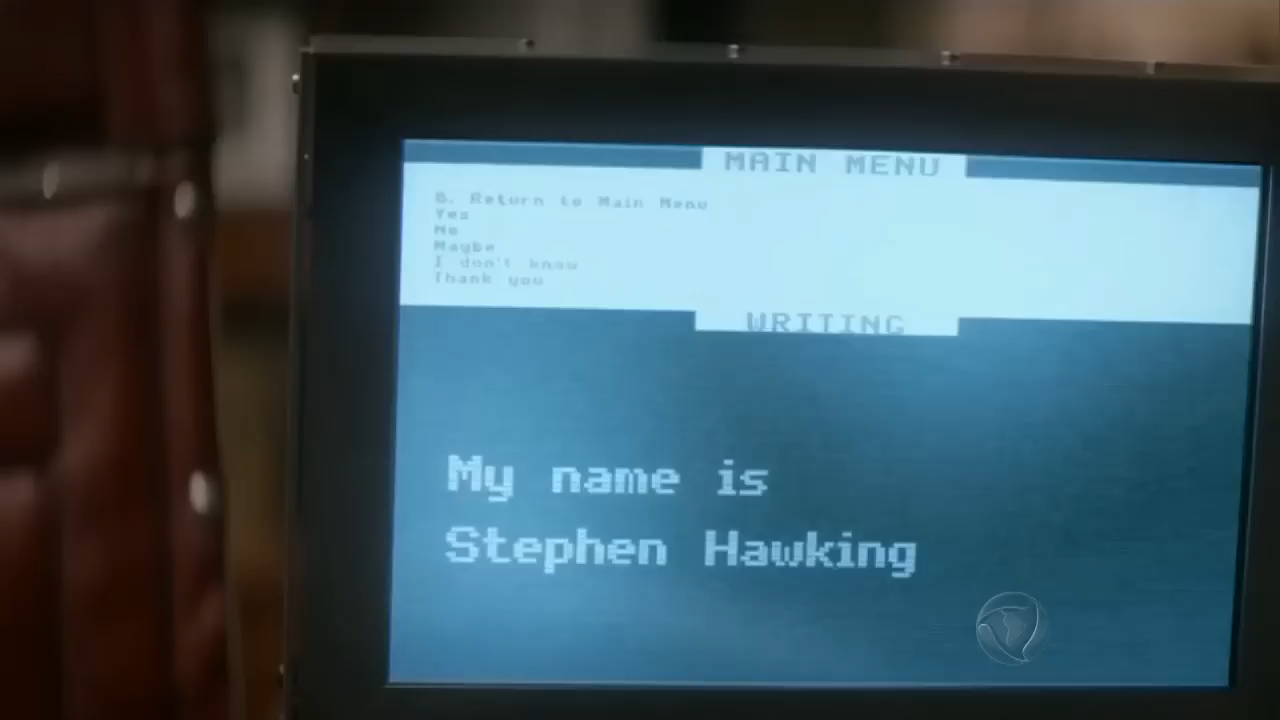 MAIN MENU
6. Return to Main Menu
Yes
No
Maybe
I don't know
Thank you
WRITING
My name is
Stephen Hawking